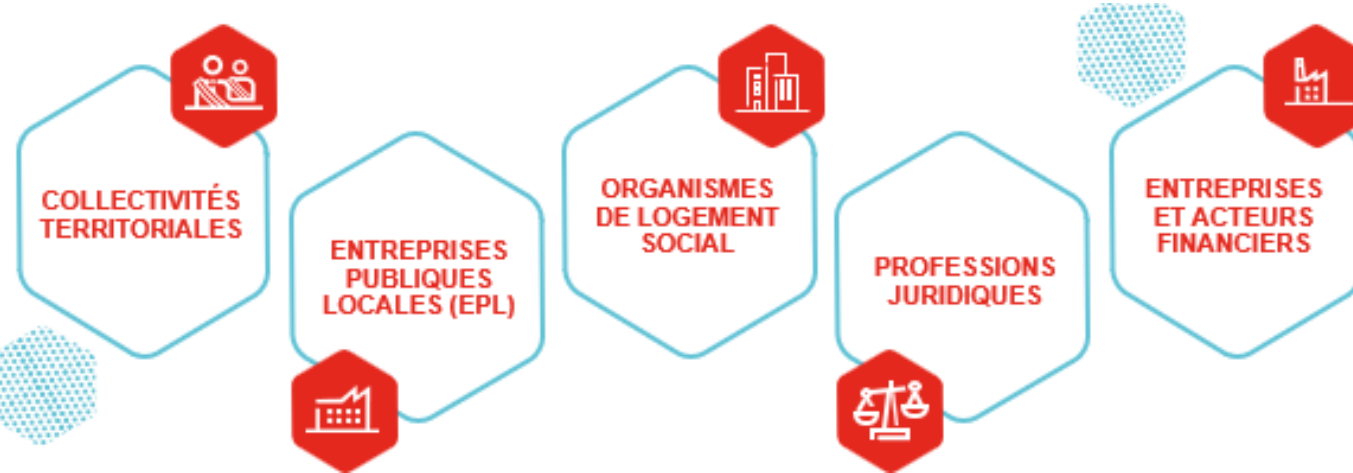 COLLECTIVITÉS
TERRITORIALES
ENTREPRISES
PUBLIQUES
LOCALES (EPL)
ORGANISMES
DE LOGEMENT
SOCIAL
PROFESSIONS
JURIDIQUES
ENTREPRISES
ET ACTEURS
FINANCIERS